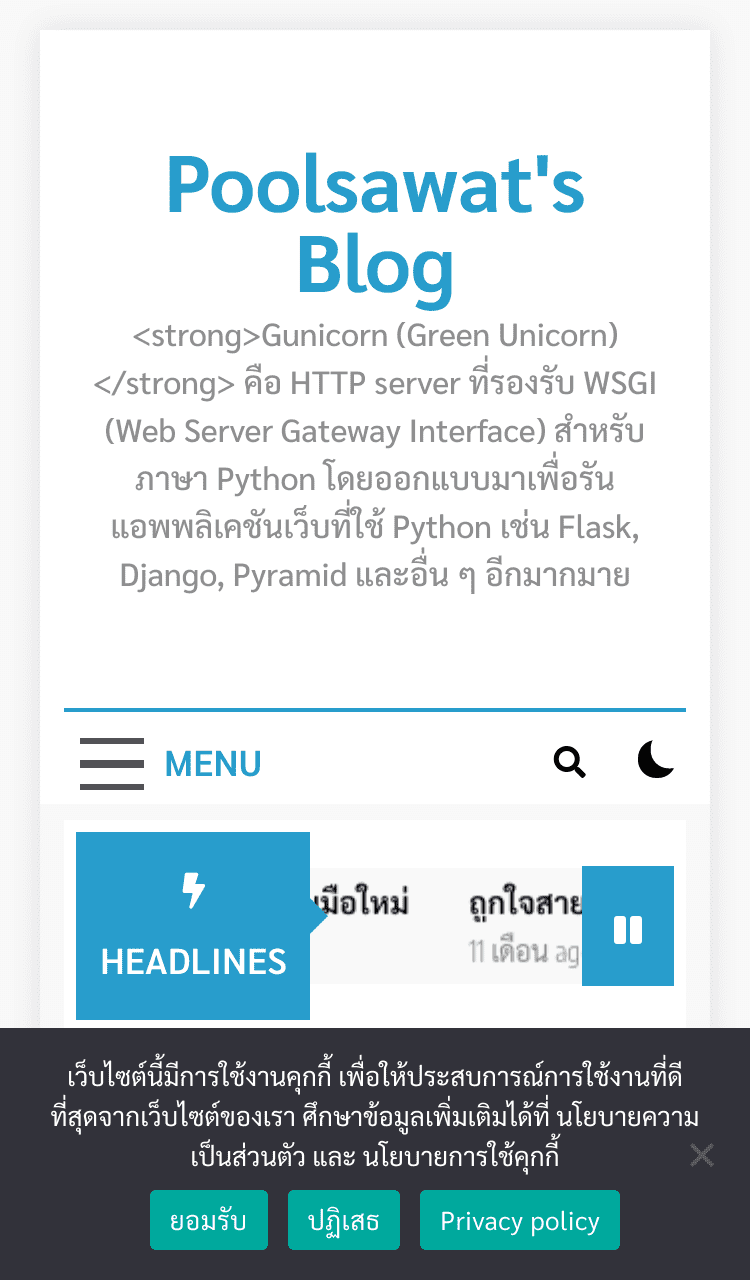 Poolsawat's
Blog
<strong>Gunicorn (Green Unicorn)
</strong> คือ HTTP server ที่รองรับ WSGI
(Web Server Gateway Interface) สำหรับ
ภาษา Python โดยออกแบบมาเพื่อรัน
แอพพลิเคชันเว็บที่ใช้ Python เช่น Flask,
Django, Pyramid และอื่น ๆ อีกมากมาย
MENU
HEADLINES
มือใหม่ ถูกใจสาย
11 เดือน ag
เว็บไซต์นี้มีการใช้งานคุกกี้ เพื่อให้ประสบการณ์การใช้งานที่ดี
ที่สุดจากเว็บไซต์ของเรา ศึกษาข้อมูลเพิ่มเติมได้ที่ นโยบายความ
เป็นส่วนตัว และ นโยบายการใช้คุกกี้
ยอมรับ ปฏิเสธ Privacy policy